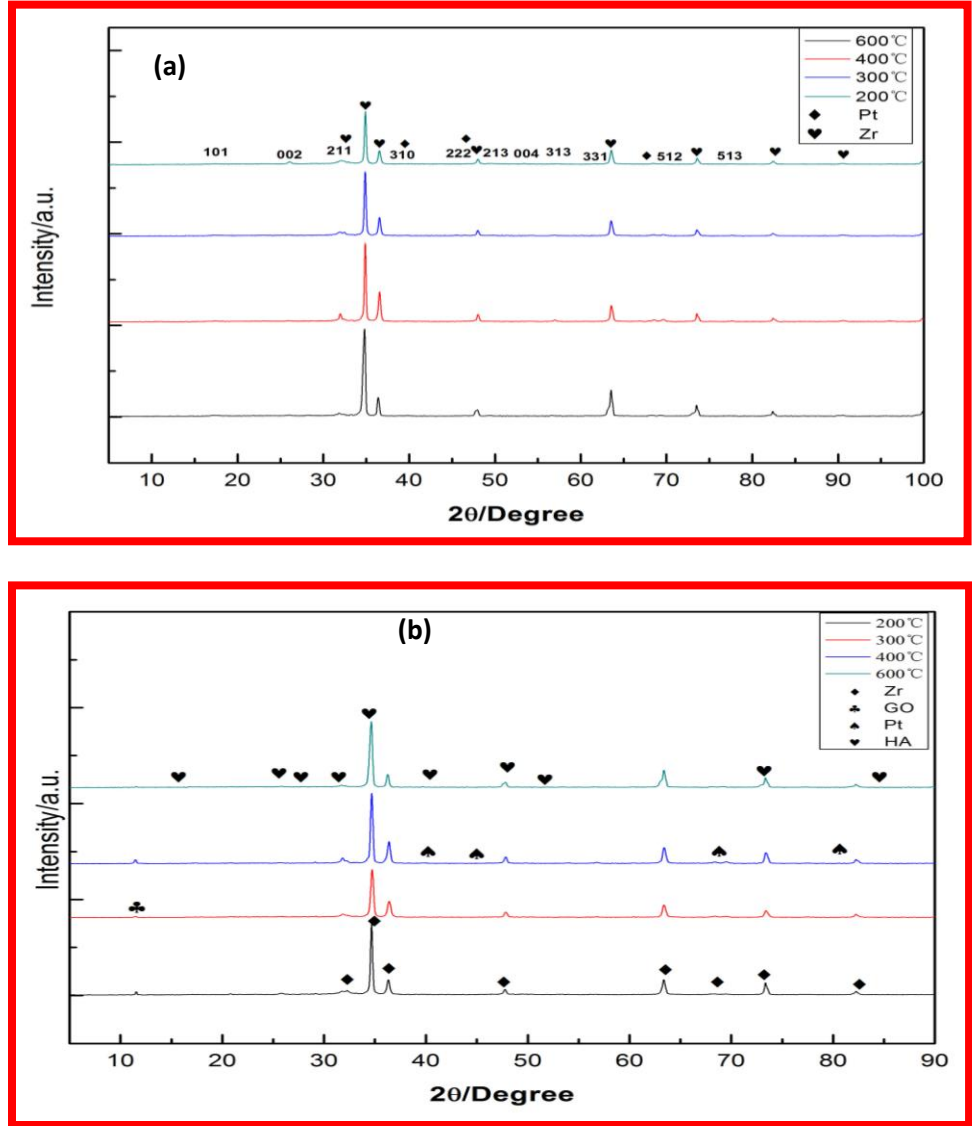 (a)
600℃
400℃
300℃
200℃
Pt
Zr
101 002 211 310 222 213 004 313 331 512 513
Intensity/a.u.
10 20 30 40 50 60 70 80 90 100
2θ/Degree
(b)
200℃
300℃
400℃
600℃
Zr
GO
Pt
HA
Intensity/a.u.
10 20 30 40 50 60 70 80 90
2θ/Degree